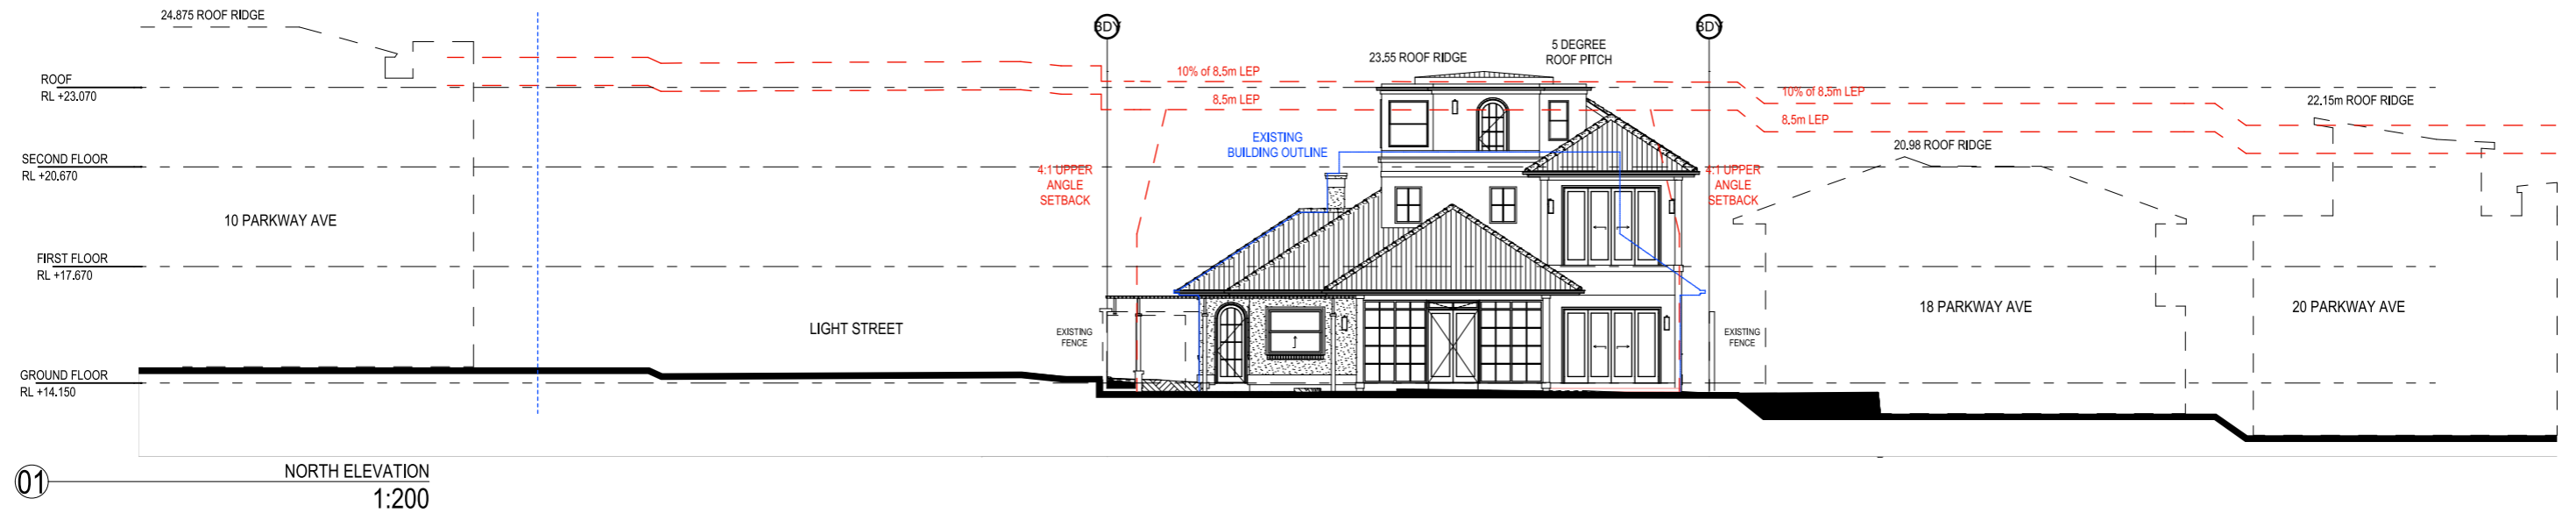 24.875 ROOF RIDGE
BDY
BDY
23.55 ROOF RIDGE
5 DEGREE
ROOF PITCH
10% of 8.5m LEP
ROOF
RL +23.070
8.5m LEP
10% of 8.5m LEP
22.15m ROOF RIDGE
8.5m LEP
EXISTING
BUILDING OUTLINE
20.98 ROOF RIDGE
SECOND FLOOR
RL +20.670
4:1 UPPER
ANGLE
SETBACK
4:1 UPPER
ANGLE
SETBACK
10 PARKWAY AVE
FIRST FLOOR
RL +17.670
LIGHT STREET
EXISTING
FENCE
EXISTING
FENCE
18 PARKWAY AVE
20 PARKWAY AVE
GROUND FLOOR
RL +14.150
01
NORTH ELEVATION
1:200